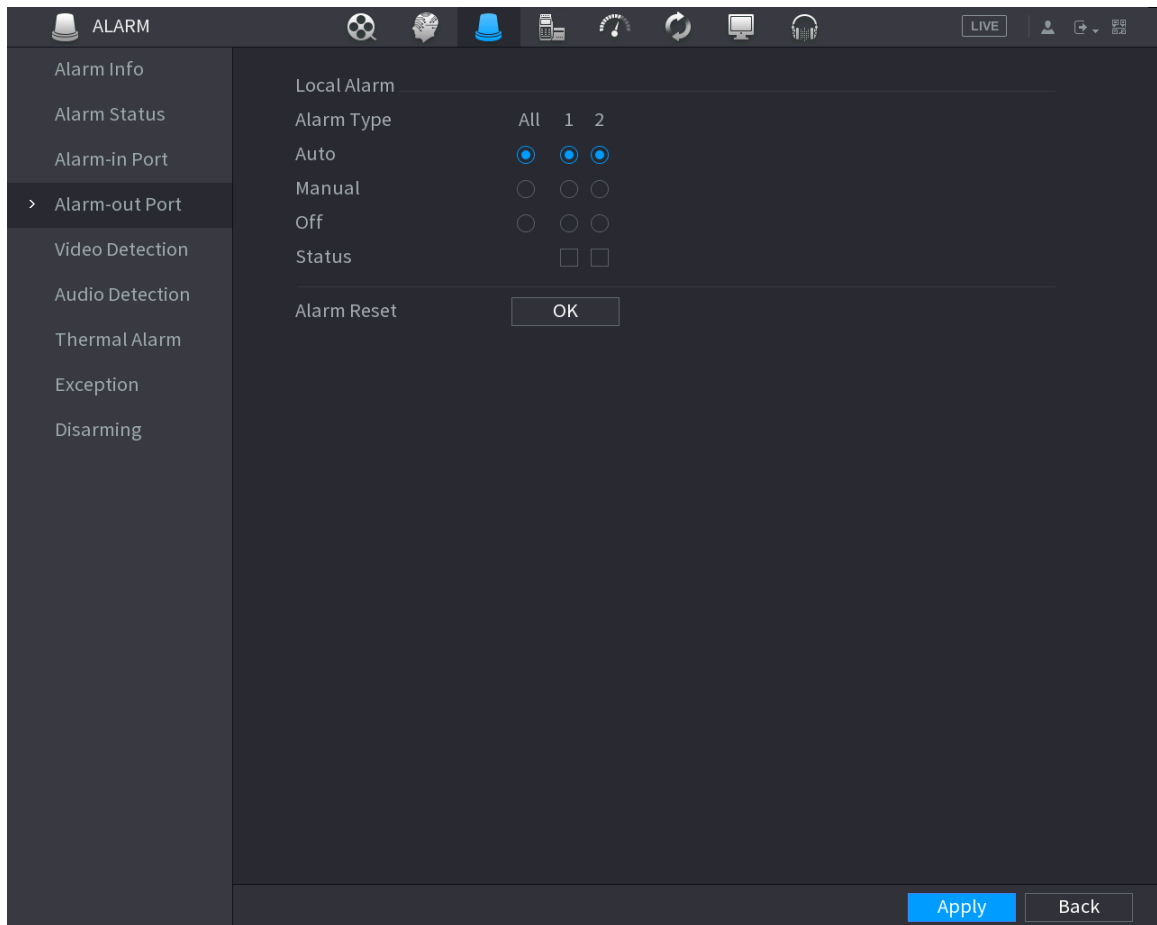 ALARM
LIVE
Alarm Info
Alarm Status
Alarm-in Port
Alarm-out Port
Video Detection
Audio Detection
Thermal Alarm
Exception
Disarming
Local Alarm
Alarm Type All 1 2
Auto
Manual
Off
Status
Alarm Reset OK
Apply Back